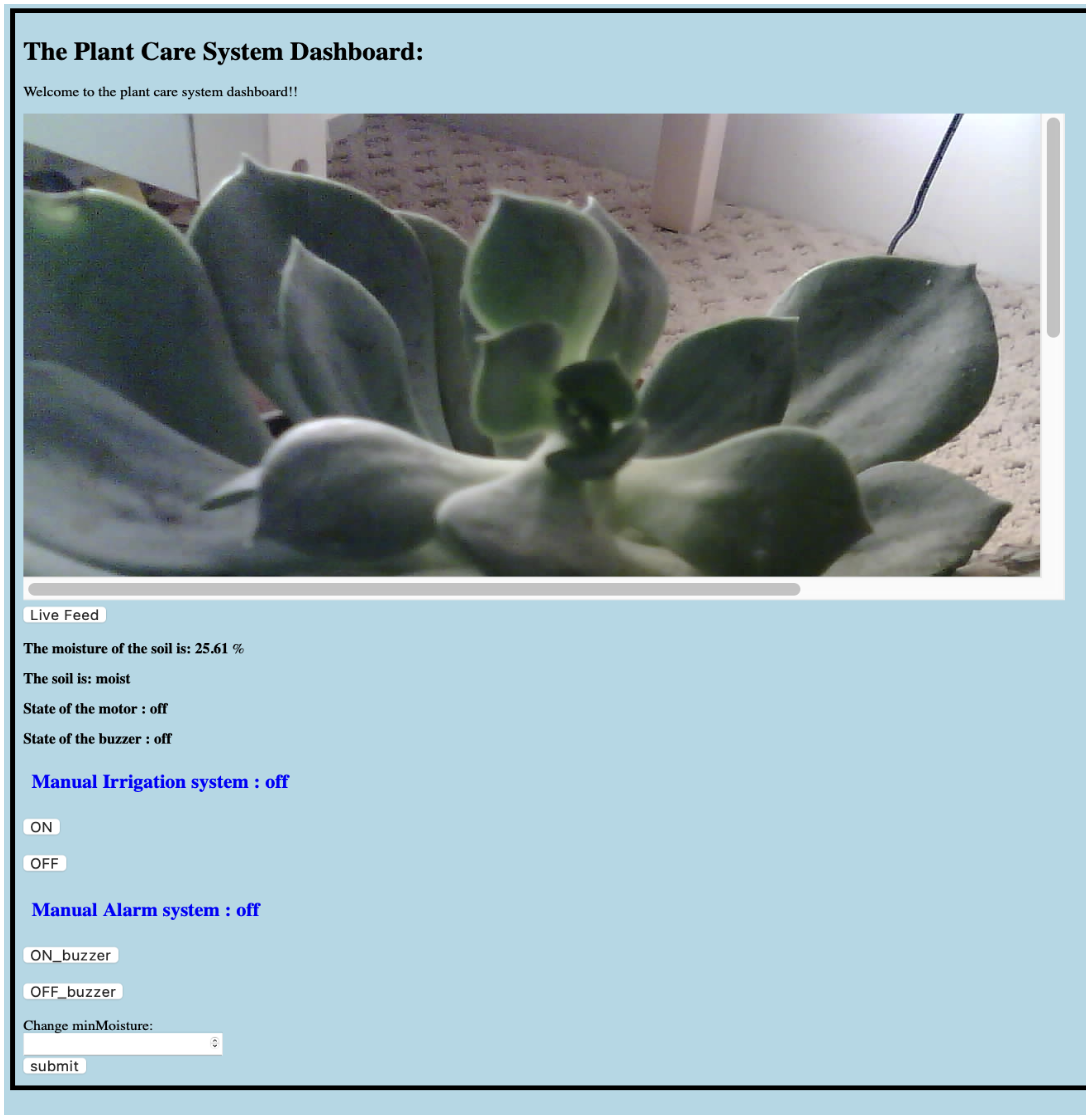 The Plant Care System Dashboard:
Welcome to the plant care system dashboard!!
Live Feed
The moisture of the soil is: 25.61 %
The soil is: moist
State of the motor : off
State of the buzzer : off
Manual Irrigation system : off
ON
OFF
Manual Alarm system : off
ON_buzzer
OFF_buzzer
Change minMoisture:
submit